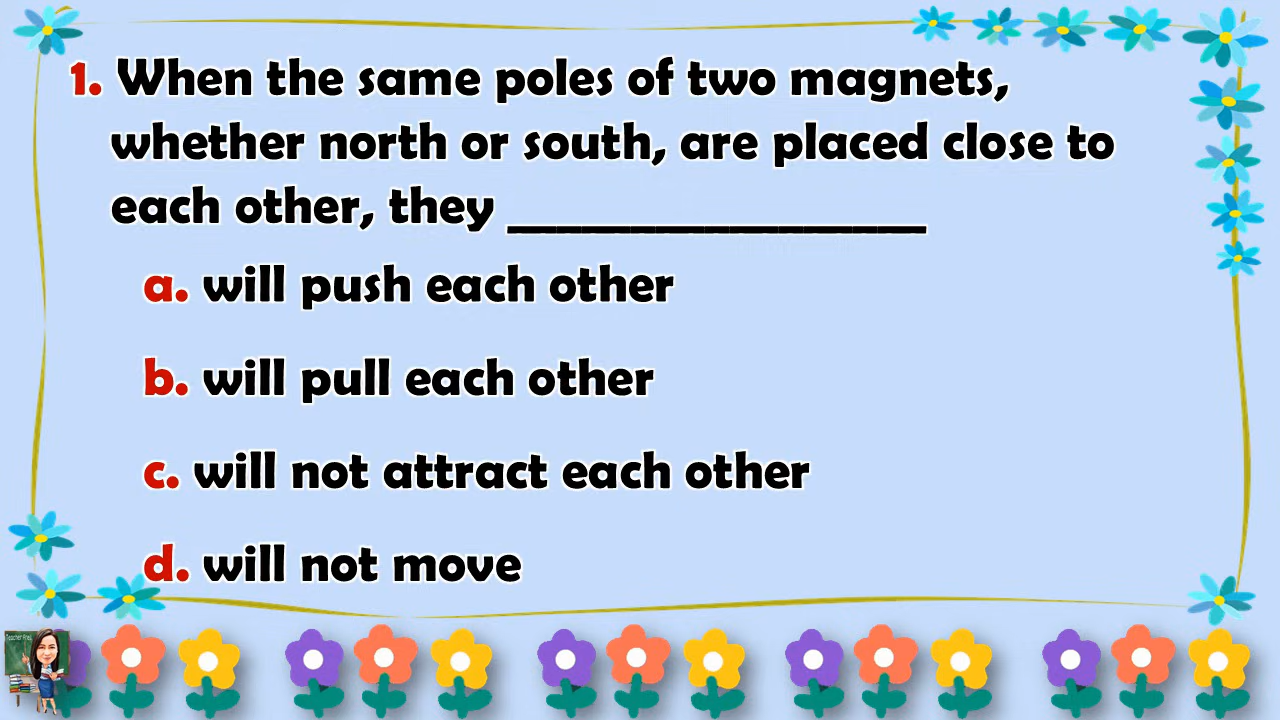 1. When the same poles of two magnets,
whether north or south, are placed close to
each other, they _________________
a. will push each other
b. will pull each other
c. will not attract each other
d. will not move